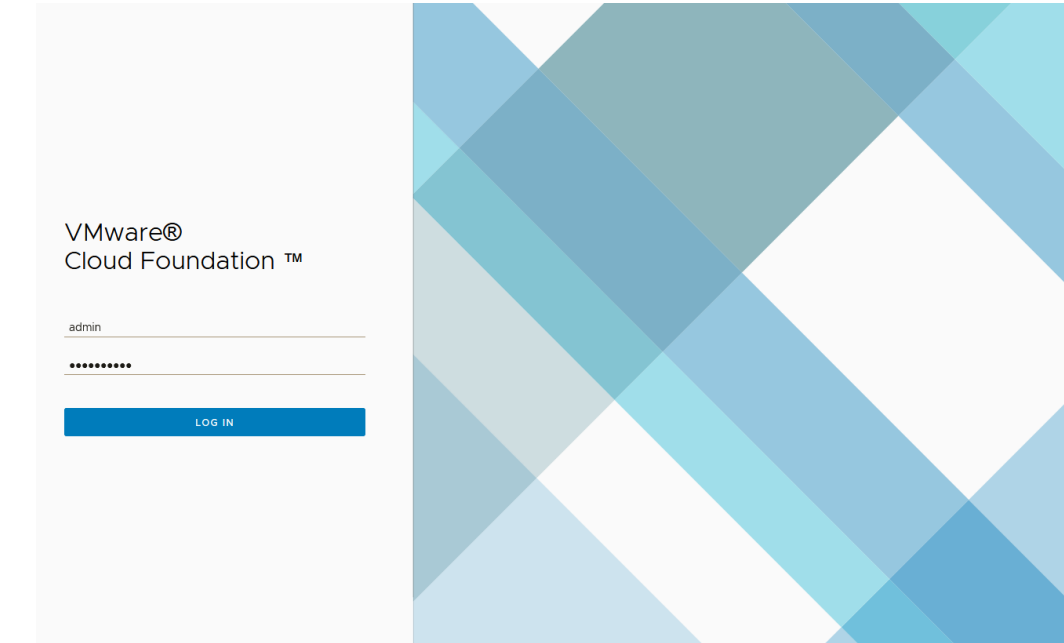 VMware®
Cloud Foundation ™
admin
••••••••••
LOG IN